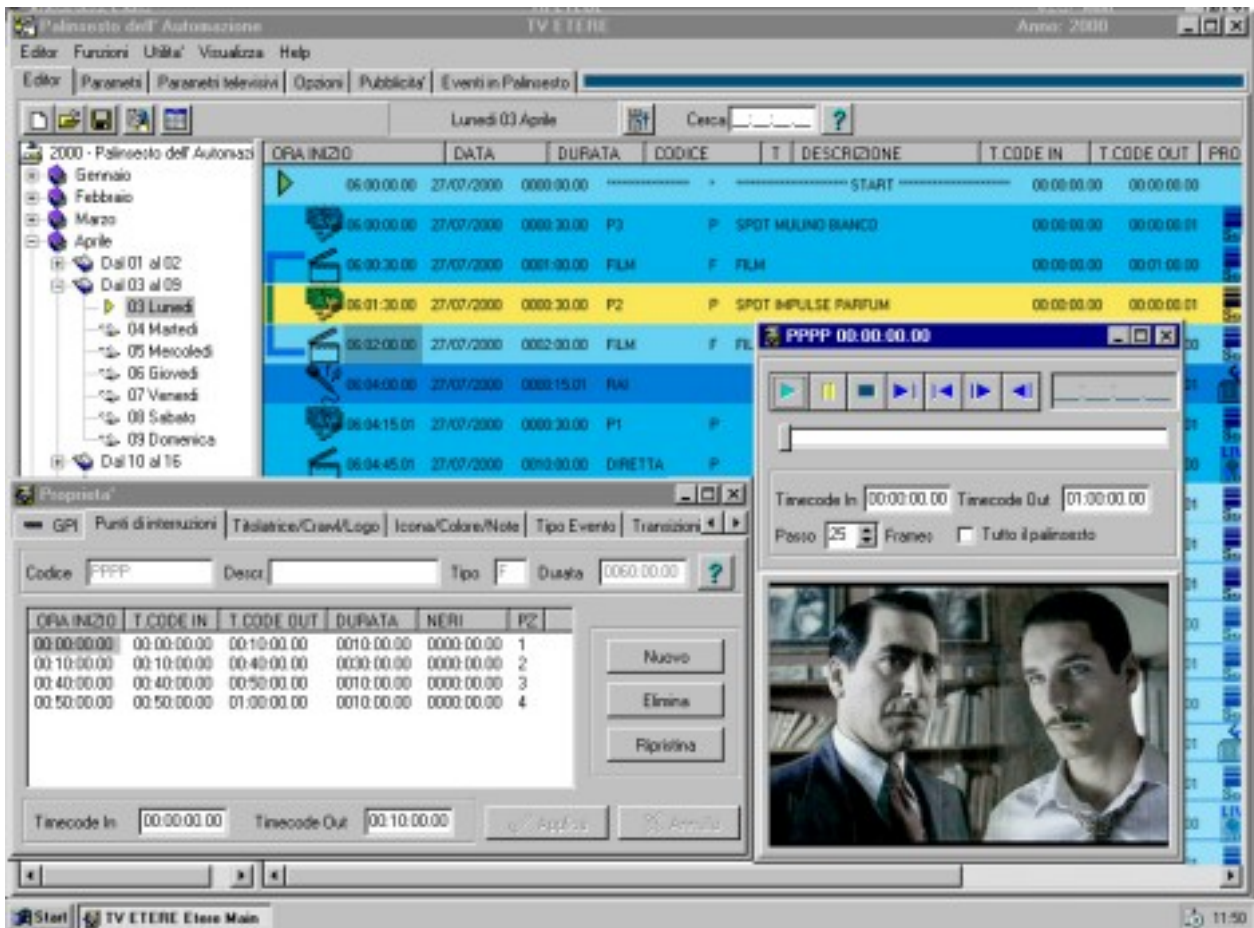 Palinsesto dell' Automazione TV ETERE Anno: 2000
Editor Funzioni Utilita' Visualizza Help
Editor Parametri Parametri televisivi Opzioni Pubblicita' Eventi in Palinsesto
Lunedì 03 Aprile Cerca __:__:__.__ ?
2000 - Palinsesto dell' Automazi
Gennaio
Febbraio
Marzo
Aprile
Dal 01 al 02
Dal 03 al 09
03 Lunedì
04 Martedì
05 Mercoledì
06 Giovedì
07 Venerdì
08 Sabato
09 Domenica
Dal 10 al 16
ORA INIZIO DATA DURATA CODICE T DESCRIZIONE T.CODE IN T.CODE OUT PRO
06:00:00.00 27/07/2000 0000:00.00 ---------------- - ---------------- START ---------------- 00:00:00.00 00:00:00.00
06:00:00.00 27/07/2000 0000:30.00 P3 P SPOT MULINO BIANCO 00:00:00.00 00:00:00.01
06:00:30.00 27/07/2000 0001:00.00 FILM F FILM 00:00:00.00 00:01:00.00
06:01:30.00 27/07/2000 0000:30.00 P2 P SPOT IMPULSE PARFUM 00:00:00.00 00:00:00.01
06:02:00.00 27/07/2000 0002:00.00 FILM F
06:04:00.00 27/07/2000 0000:15.01 RAI
06:04:15.01 27/07/2000 0000:30.00 P1 P
06:04:45.01 27/07/2000 0010:00.00 DIRETTA P
PPPP 00:00:00.00
Timecode In 00:00:00.00 Timecode Out 01:00:00.00
Passo 25 Frames Tutto il palinsesto
Proprieta'
GPI Punti di interruzioni Titolatrice/Crawl/Logo Icona/Colore/Note Tipo Evento Transizioni
Codice PPPP Descr. Tipo F Durata 0060:00.00 ?
ORA INIZIO T.CODE IN T.CODE OUT DURATA NERI PZ
00:00:00.00 00:00:00.00 00:10:00.00 0010:00.00 0000:00.00 1
00:10:00.00 00:10:00.00 00:40:00.00 0030:00.00 0000:00.00 2
00:40:00.00 00:40:00.00 00:50:00.00 0010:00.00 0000:00.00 3
00:50:00.00 00:50:00.00 01:00:00.00 0010:00.00 0000:00.00 4
Nuovo
Elimina
Ripristina
Timecode In 00:00:00.00 Timecode Out 00:10:00.00 Applica Annulla
Start TV ETERE Etere Main 11:50